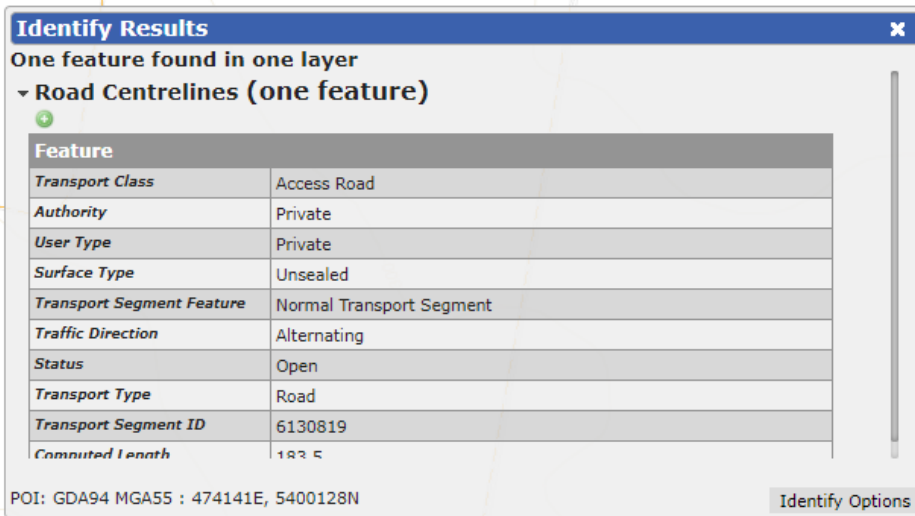 Identify Results
One feature found in one layer
Road Centrelines (one feature)
Feature
Transport Class Access Road
Authority Private
User Type Private
Surface Type Unsealed
Transport Segment Feature Normal Transport Segment
Traffic Direction Alternating
Status Open
Transport Type Road
Transport Segment ID 6130819
Computed Length 183.5
POI: GDA94 MGA55 : 474141E, 5400128N
Identify Options